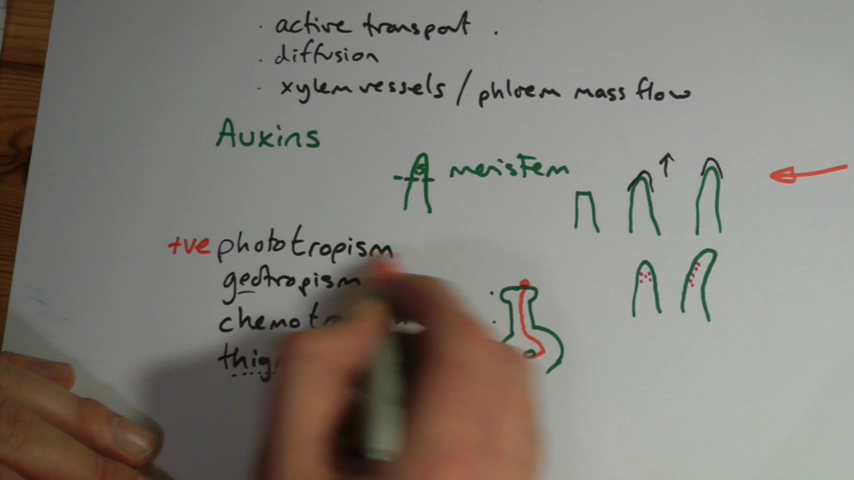 · active transport .
· diffusion
· xylem vessels / phloem mass flow
Auxins
meristem
+ve phototropism
geotropism